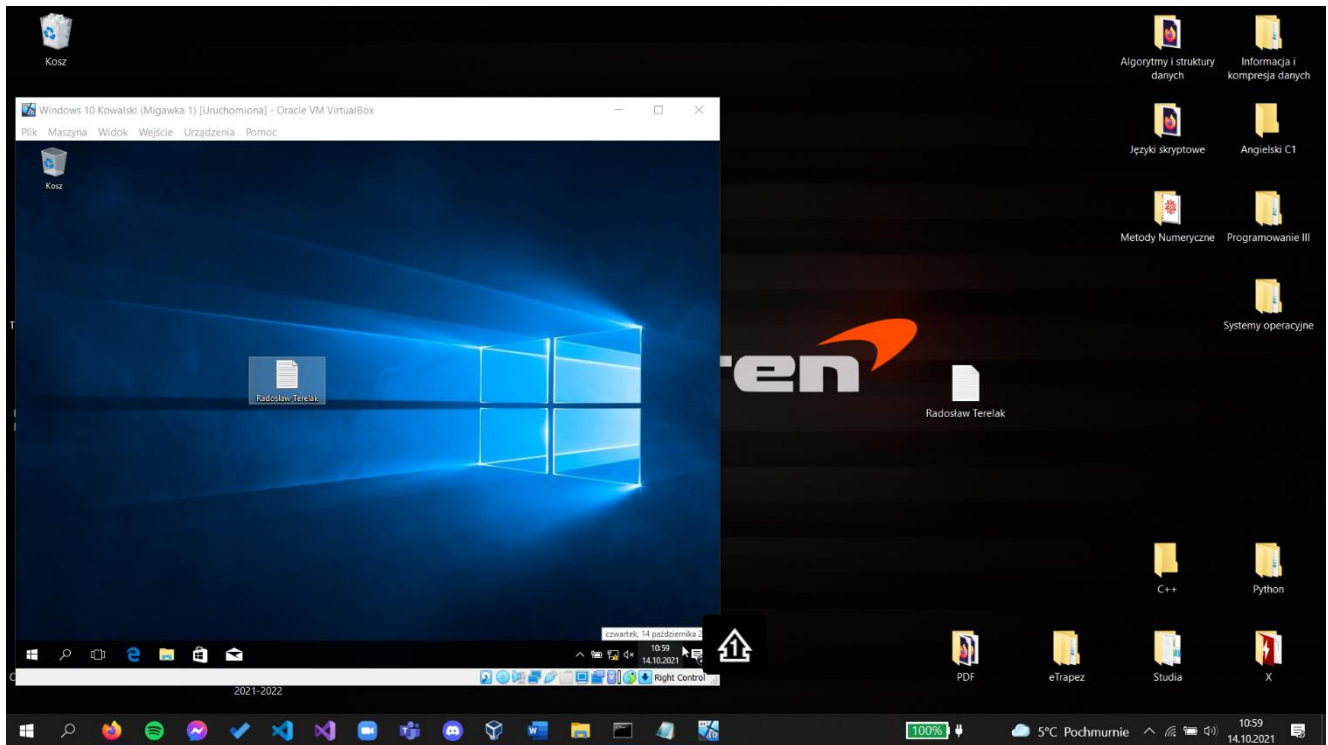 Kosz
Algorytmy i struktury
danych
Informacja i
kompresja danych
Windows 10 Kowalski (Migawka 1) [Uruchomiona] - Oracle VM VirtualBox
Plik Maszyna Widok Wejście Urządzenia Pomoc
Języki skryptowe
Angielski C1
Kosz
Metody Numeryczne
Programowanie III
Systemy operacyjne
ren
Radosław Terelak
Radosław Terelak
C++
Python
czwartek, 14 października 2
10:59
14.10.2021
Right Control
1
PDF
eTrapez
Studia
X
2021-2022
100%
5°C Pochmurnie
10:59
14.10.2021